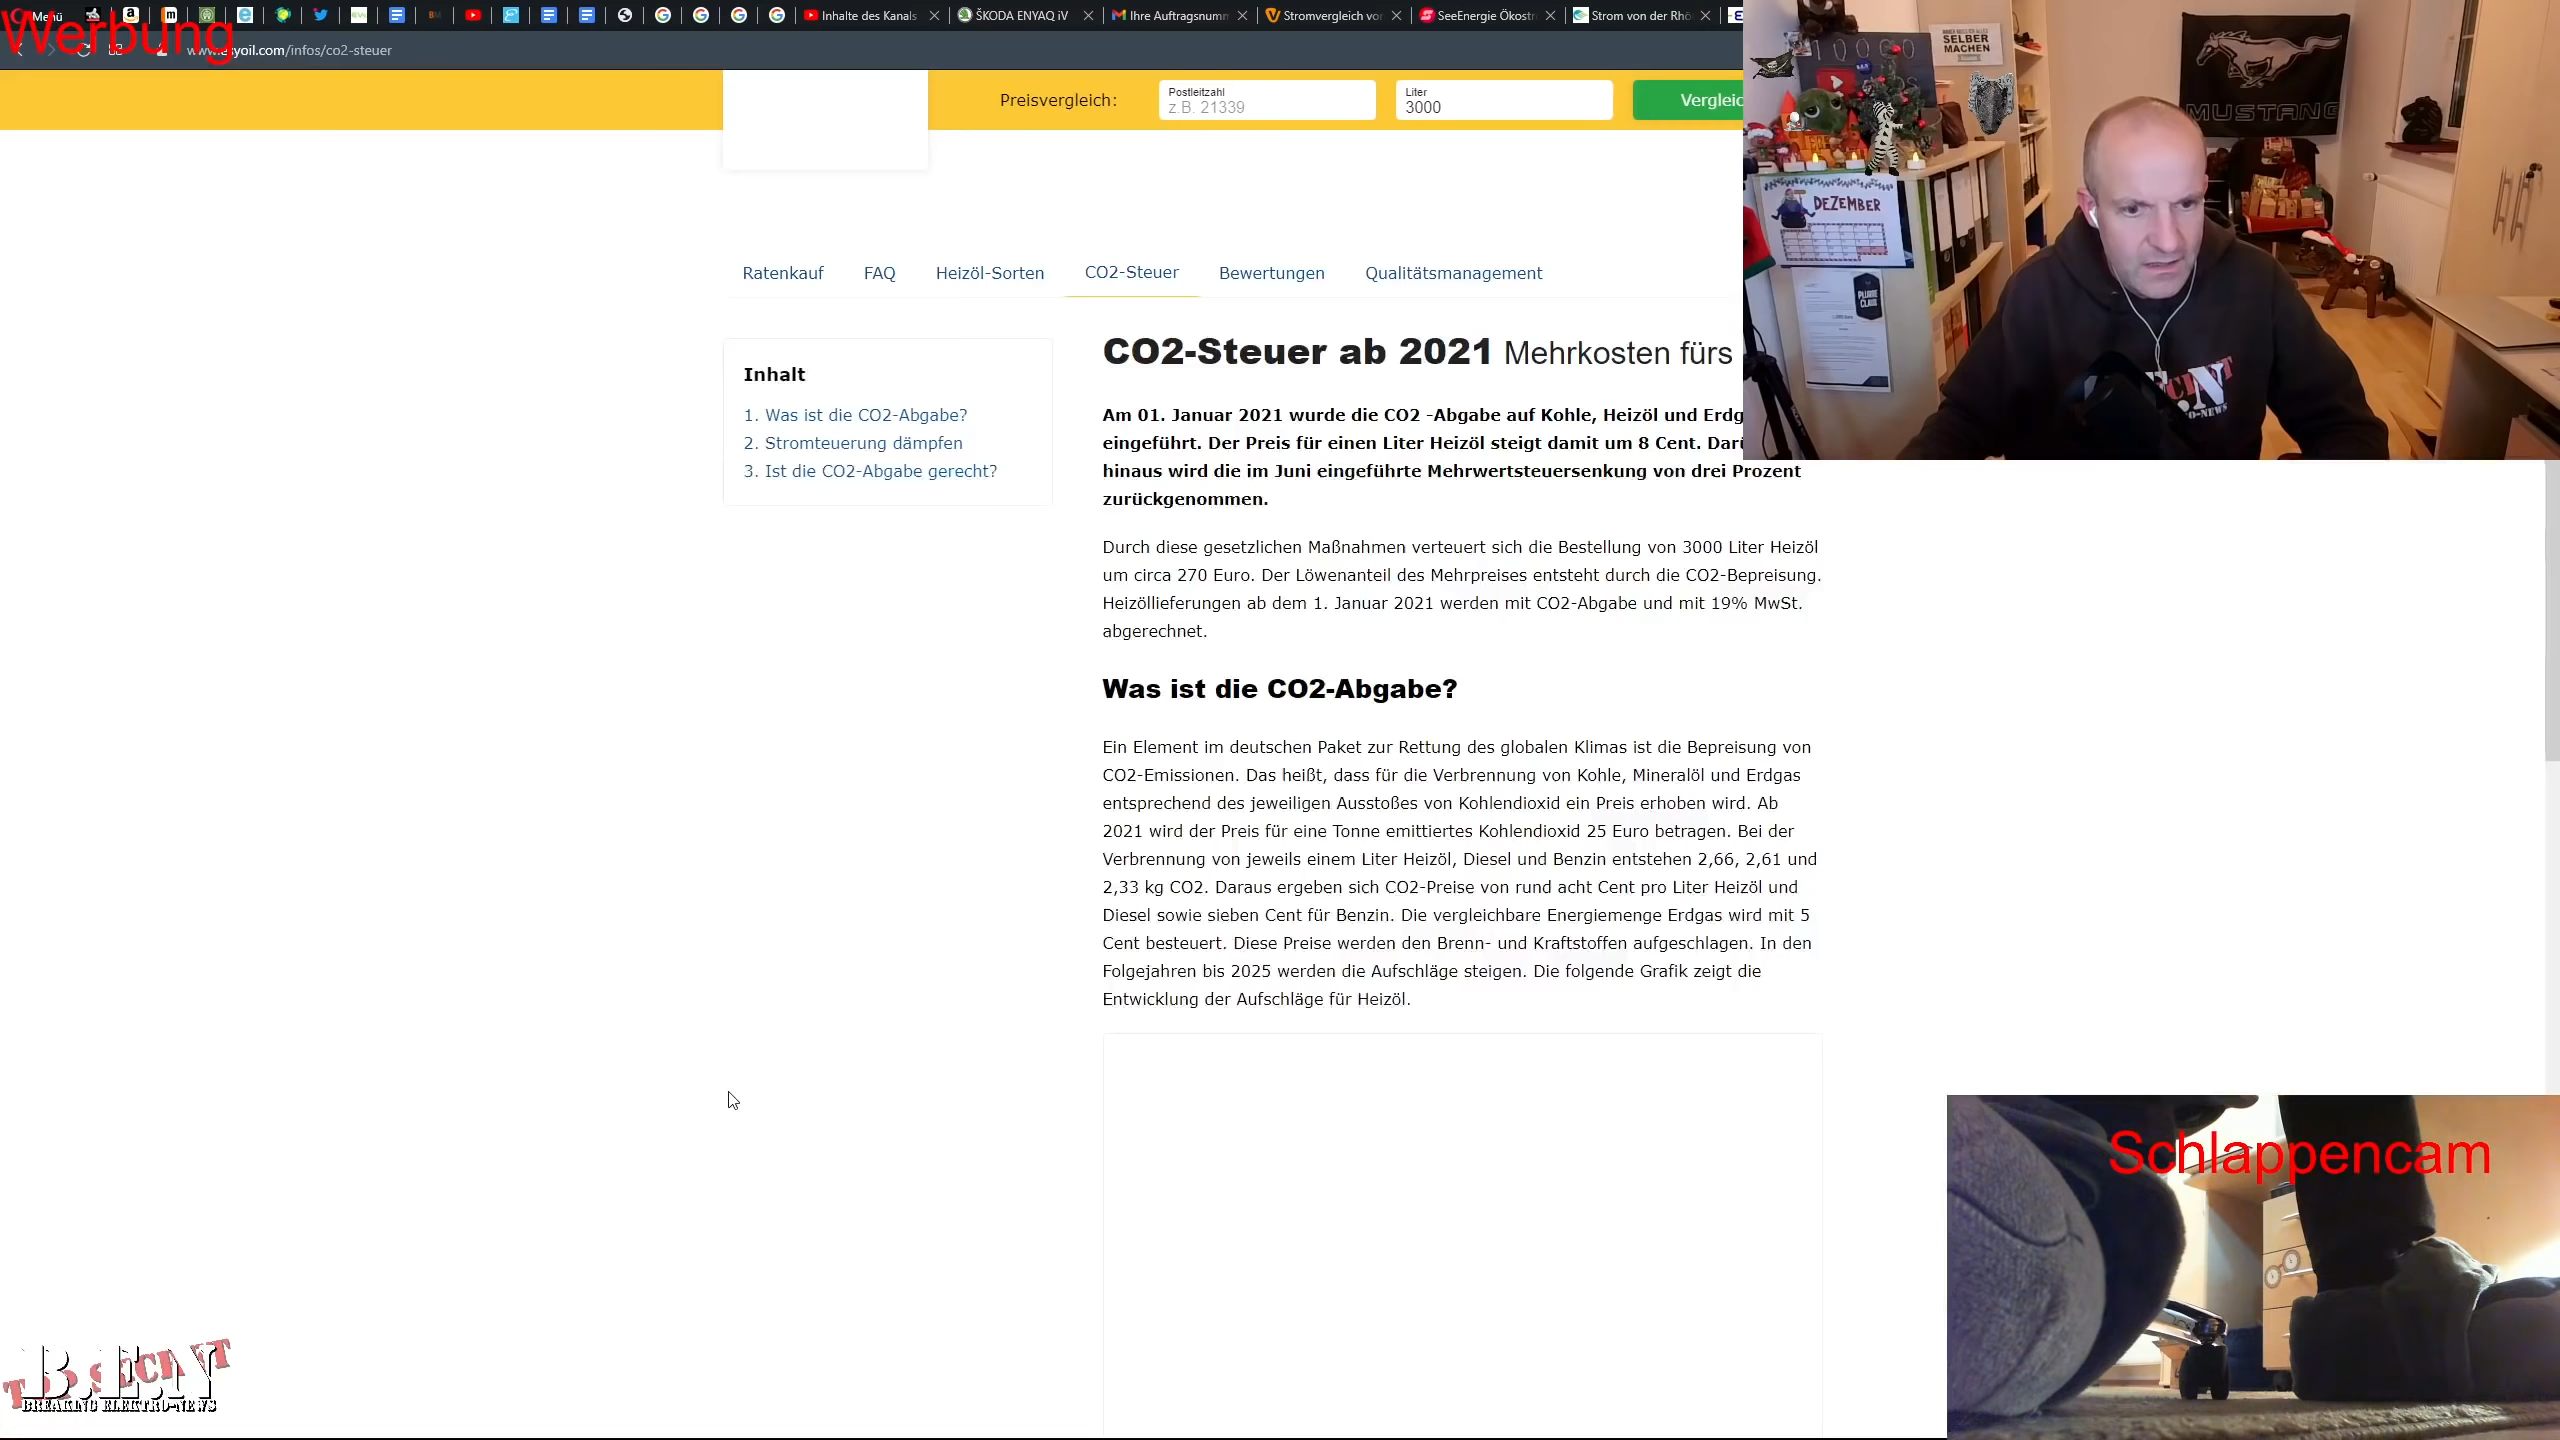 Werbung
Menü
Inhalte des Kanals
ŠKODA ENYAQ iV
Ihre Auftragsnumm
Stromvergleich vo
SeeEnergie Ökostr
Strom von der Rhö
yoil.com/infos/co2-steuer
Preisvergleich:
Postleitzahl
z.B. 21339
Liter
3000
Vergleic
Ratenkauf
FAQ
Heizöl-Sorten
CO2-Steuer
Bewertungen
Qualitätsmanagement
Inhalt
1. Was ist die CO2-Abgabe?
2. Stromteuerung dämpfen
3. Ist die CO2-Abgabe gerecht?
CO2-Steuer ab 2021 Mehrkosten fürs
Am 01. Januar 2021 wurde die CO2 -Abgabe auf Kohle, Heizöl und Erdg
eingeführt. Der Preis für einen Liter Heizöl steigt damit um 8 Cent. Darü
hinaus wird die im Juni eingeführte Mehrwertsteuersenkung von drei Prozent
zurückgenommen.
Durch diese gesetzlichen Maßnahmen verteuert sich die Bestellung von 3000 Liter Heizöl
um circa 270 Euro. Der Löwenanteil des Mehrpreises entsteht durch die CO2-Bepreisung.
Heizöllieferungen ab dem 1. Januar 2021 werden mit CO2-Abgabe und mit 19% MwSt.
abgerechnet.
Was ist die CO2-Abgabe?
Ein Element im deutschen Paket zur Rettung des globalen Klimas ist die Bepreisung von
CO2-Emissionen. Das heißt, dass für die Verbrennung von Kohle, Mineralöl und Erdgas
entsprechend des jeweiligen Ausstoßes von Kohlendioxid ein Preis erhoben wird. Ab
2021 wird der Preis für eine Tonne emittiertes Kohlendioxid 25 Euro betragen. Bei der
Verbrennung von jeweils einem Liter Heizöl, Diesel und Benzin entstehen 2,66, 2,61 und
2,33 kg CO2. Daraus ergeben sich CO2-Preise von rund acht Cent pro Liter Heizöl und
Diesel sowie sieben Cent für Benzin. Die vergleichbare Energiemenge Erdgas wird mit 5
Cent besteuert. Diese Preise werden den Brenn- und Kraftstoffen aufgeschlagen. In den
Folgejahren bis 2025 werden die Aufschläge steigen. Die folgende Grafik zeigt die
Entwicklung der Aufschläge für Heizöl.
SELBER
MACHEN
MUSTANG
DEZEMBER
Schlappencam
B.E.N
BREAKING ELEKTRO-NEWS